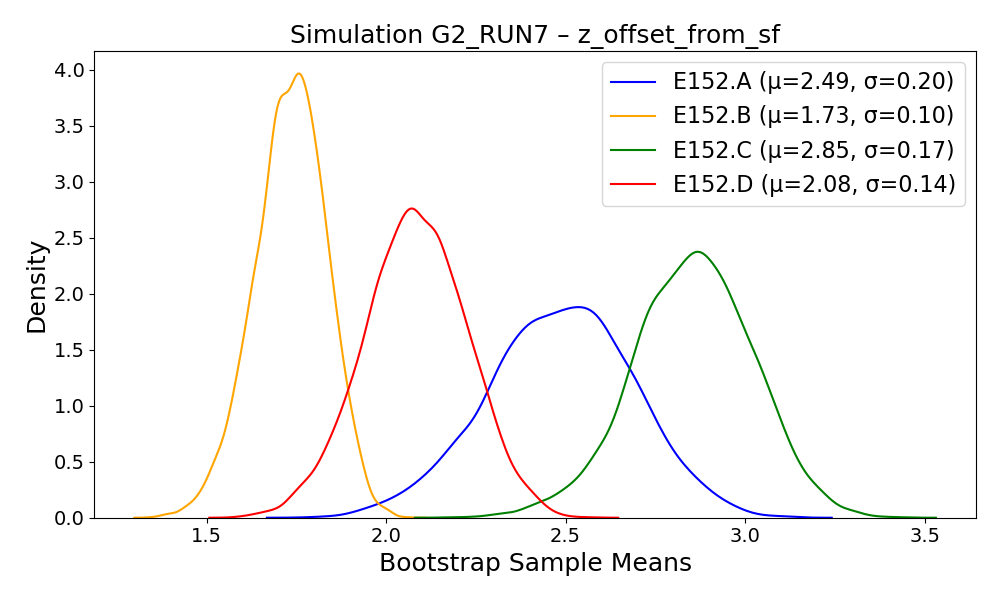 Simulation G2_RUN7 – z_offset_from_sf
4.0
3.5
3.0
2.5
2.0
1.5
1.0
0.5
0.0
Density
E152.A (μ=2.49, σ=0.20)
E152.B (μ=1.73, σ=0.10)
E152.C (μ=2.85, σ=0.17)
E152.D (μ=2.08, σ=0.14)
1.5 2.0 2.5 3.0 3.5
Bootstrap Sample Means